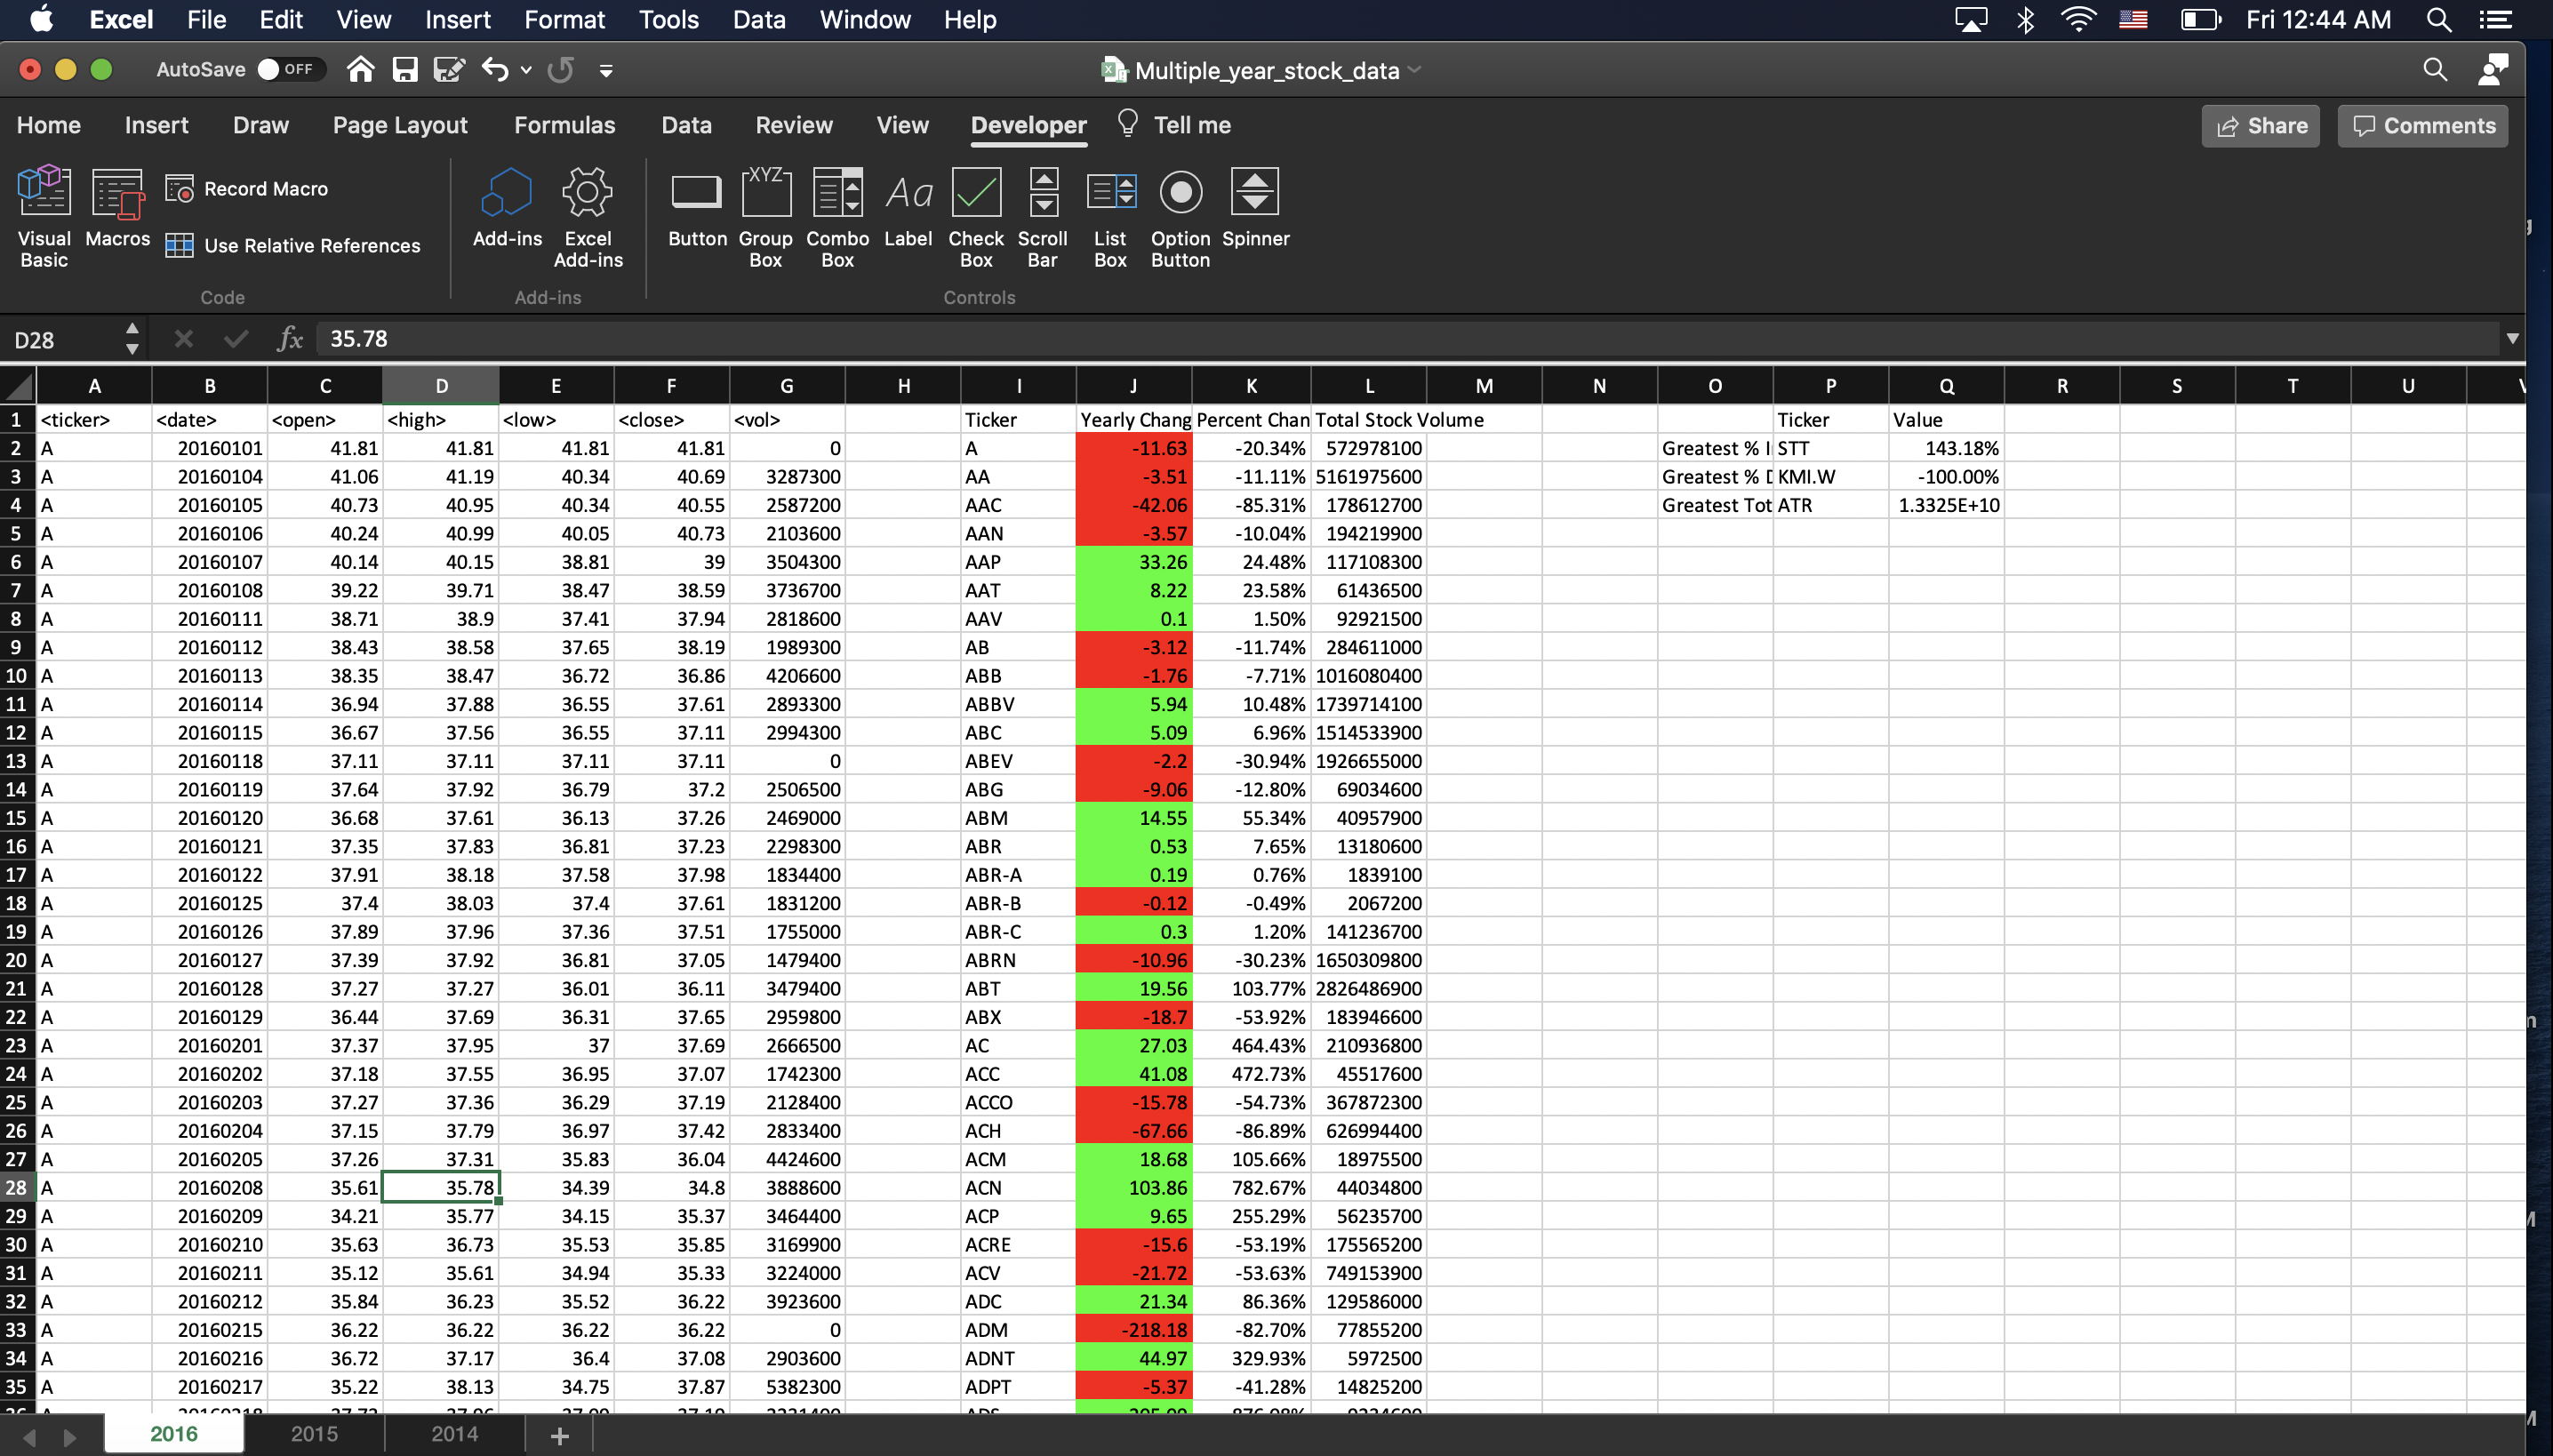 Excel File Edit View Insert Format Tools Data Window Help Fri 12:44 AM
AutoSave OFF Multiple_year_stock_data
Home Insert Draw Page Layout Formulas Data Review View Developer Tell me Share Comments
Visual Basic Macros Record Macro Use Relative References Add-ins Excel Add-ins Button Group Box Combo Box Label Check Box Scroll Bar List Box Option Button Spinner
XYZ Aa
Code Add-ins Controls
D28 fx 35.78
A B C D E F G H I J K L M N O P Q R S T U
1 <ticker> <date> <open> <high> <low> <close> <vol> Ticker Yearly Chang Percent Chan Total Stock Volume Ticker Value
2 A 20160101 41.81 41.81 41.81 41.81 0 A -11.63 -20.34% 572978100 Greatest % I STT 143.18%
3 A 20160104 41.06 41.19 40.34 40.69 3287300 AA -3.51 -11.11% 5161975600 Greatest % D KMI.W -100.00%
4 A 20160105 40.73 40.95 40.34 40.55 2587200 AAC -42.06 -85.31% 178612700 Greatest Tot ATR 1.3325E+10
5 A 20160106 40.24 40.99 40.05 40.73 2103600 AAN -3.57 -10.04% 194219900
6 A 20160107 40.14 40.15 38.81 39 3504300 AAP 33.26 24.48% 117108300
7 A 20160108 39.22 39.71 38.47 38.59 3736700 AAT 8.22 23.58% 61436500
8 A 20160111 38.71 38.9 37.41 37.94 2818600 AAV 0.1 1.50% 92921500
9 A 20160112 38.43 38.58 37.65 38.19 1989300 AB -3.12 -11.74% 284611000
10 A 20160113 38.35 38.47 36.72 36.86 4206600 ABB -1.76 -7.71% 1016080400
11 A 20160114 36.94 37.88 36.55 37.61 2893300 ABBV 5.94 10.48% 1739714100
12 A 20160115 36.67 37.56 36.55 37.11 2994300 ABC 5.09 6.96% 1514533900
13 A 20160118 37.11 37.11 37.11 37.11 0 ABEV -2.2 -30.94% 1926655000
14 A 20160119 37.64 37.92 36.79 37.2 2506500 ABG -9.06 -12.80% 69034600
15 A 20160120 36.68 37.61 36.13 37.26 2469000 ABM 14.55 55.34% 40957900
16 A 20160121 37.35 37.83 36.81 37.23 2298300 ABR 0.53 7.65% 13180600
17 A 20160122 37.91 38.18 37.58 37.98 1834400 ABR-A 0.19 0.76% 1839100
18 A 20160125 37.4 38.03 37.4 37.61 1831200 ABR-B -0.12 -0.49% 2067200
19 A 20160126 37.89 37.96 37.36 37.51 1755000 ABR-C 0.3 1.20% 141236700
20 A 20160127 37.39 37.92 36.81 37.05 1479400 ABRN -10.96 -30.23% 1650309800
21 A 20160128 37.27 37.27 36.01 36.11 3479400 ABT 19.56 103.77% 2826486900
22 A 20160129 36.44 37.69 36.31 37.65 2959800 ABX -18.7 -53.92% 183946600
23 A 20160201 37.37 37.95 37 37.69 2666500 AC 27.03 464.43% 210936800
24 A 20160202 37.18 37.55 36.95 37.07 1742300 ACC 41.08 472.73% 45517600
25 A 20160203 37.27 37.36 36.29 37.19 2128400 ACCO -15.78 -54.73% 367872300
26 A 20160204 37.15 37.79 36.97 37.42 2833400 ACH -67.66 -86.89% 626994400
27 A 20160205 37.26 37.31 35.83 36.04 4424600 ACM 18.68 105.66% 18975500
28 A 20160208 35.61 35.78 34.39 34.8 3888600 ACN 103.86 782.67% 44034800
29 A 20160209 34.21 35.77 34.15 35.37 3464400 ACP 9.65 255.29% 56235700
30 A 20160210 35.63 36.73 35.53 35.85 3169900 ACRE -15.6 -53.19% 175565200
31 A 20160211 35.12 35.61 34.94 35.33 3224000 ACV -21.72 -53.63% 749153900
32 A 20160212 35.84 36.23 35.52 36.22 3923600 ADC 21.34 86.36% 129586000
33 A 20160215 36.22 36.22 36.22 36.22 0 ADM -218.18 -82.70% 77855200
34 A 20160216 36.72 37.17 36.4 37.08 2903600 ADNT 44.97 329.93% 5972500
35 A 20160217 35.22 38.13 34.75 37.87 5382300 ADPT -5.37 -41.28% 14825200
2016 2015 2014 +